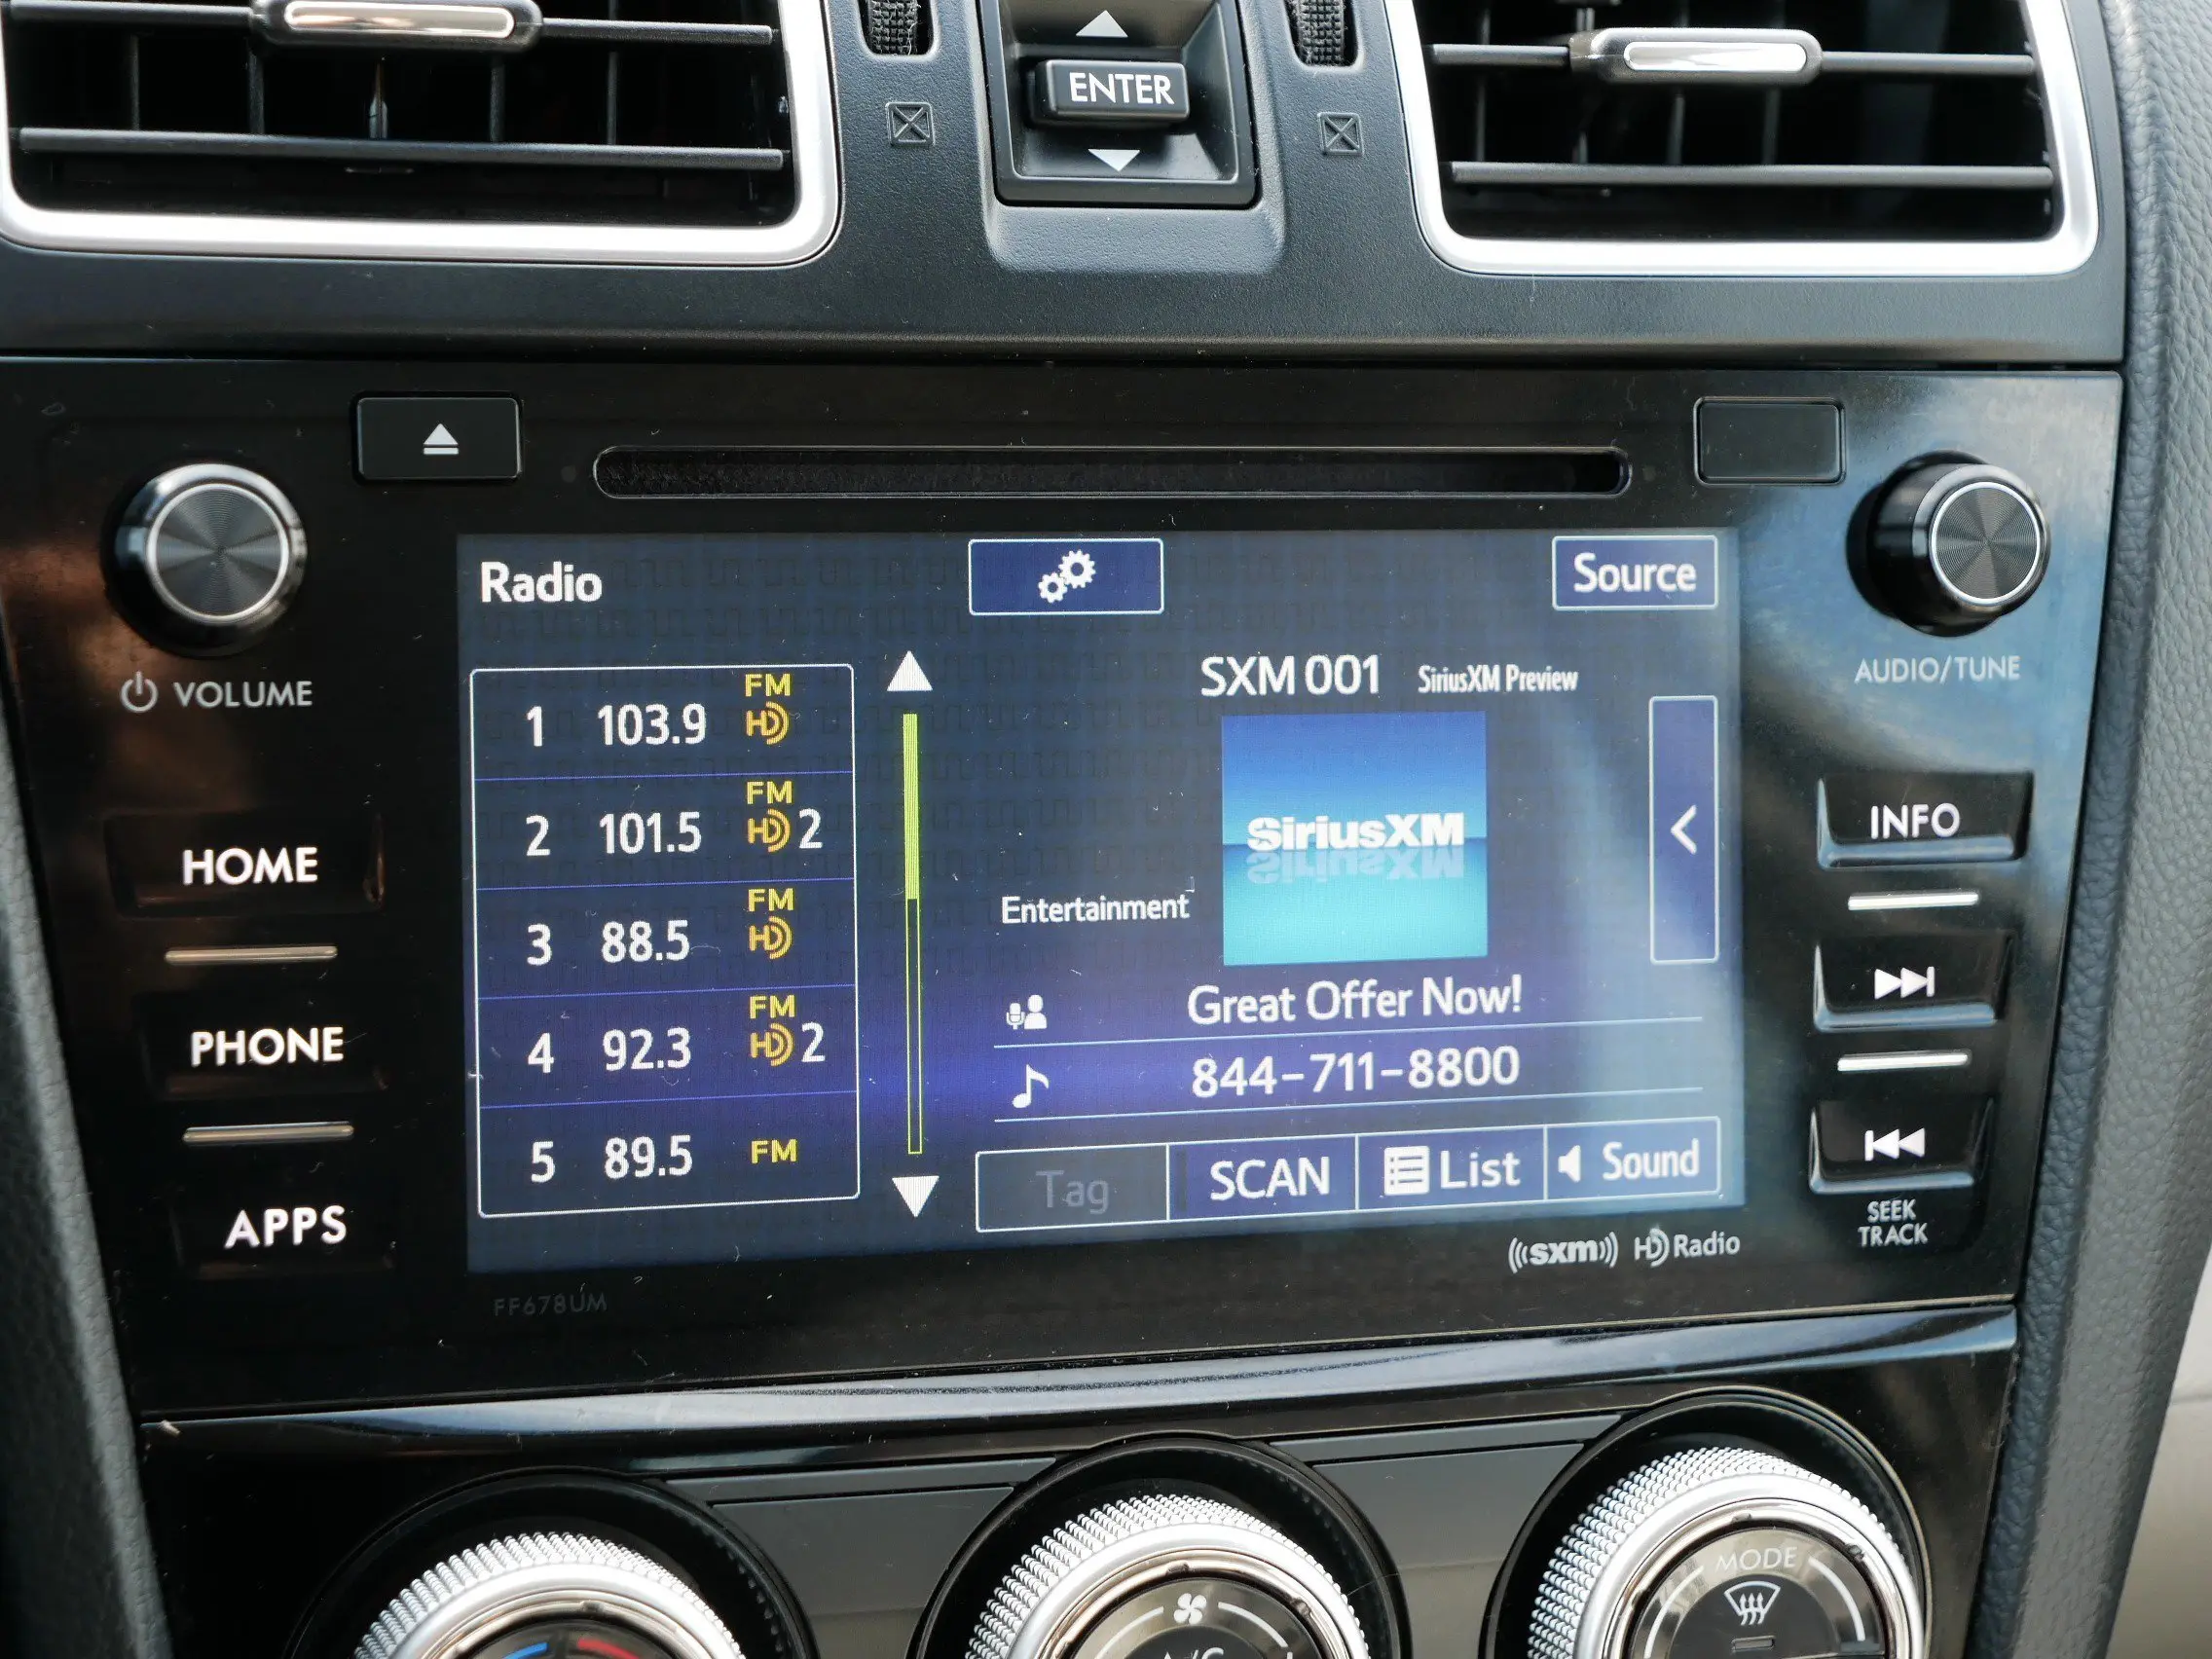 ENTER
Radio
Source
SXM 001 SiriusXM Preview
1 103.9 FM HD
2 101.5 FM HD 2
3 88.5 FM HD
4 92.3 FM HD 2
5 89.5 FM
SiriusXM
Entertainment
Great Offer Now!
844-711-8800
Tag SCAN List Sound
VOLUME
HOME
PHONE
APPS
AUDIO/TUNE
INFO
SEEK
TRACK
((sxm)) HD Radio
FF678UM
MODE
A/C